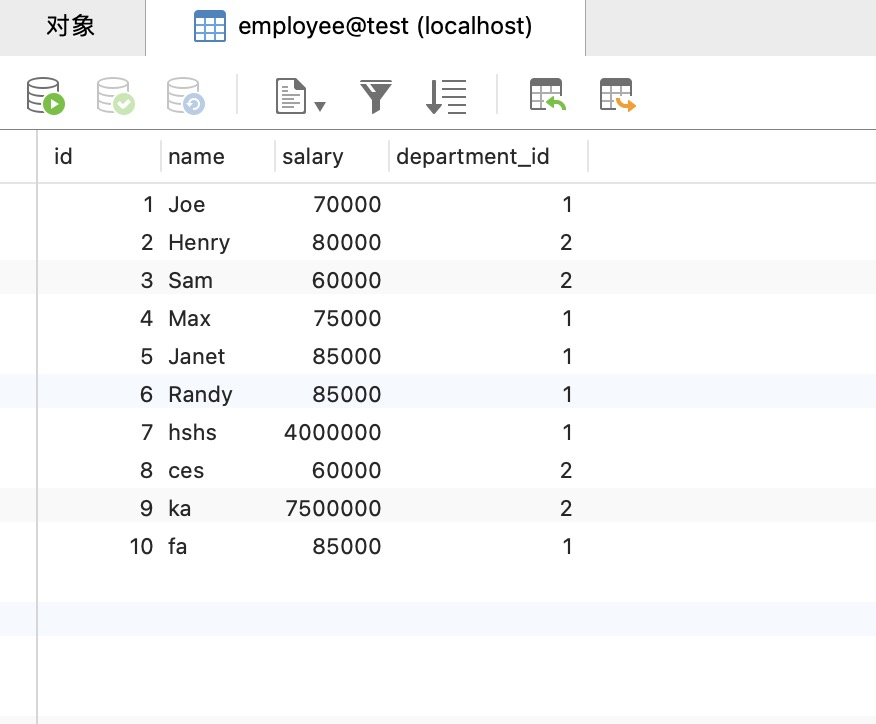 对象 employee@test (localhost)
id name salary department_id
1 Joe 70000 1
2 Henry 80000 2
3 Sam 60000 2
4 Max 75000 1
5 Janet 85000 1
6 Randy 85000 1
7 hshs 4000000 1
8 ces 60000 2
9 ka 7500000 2
10 fa 85000 1